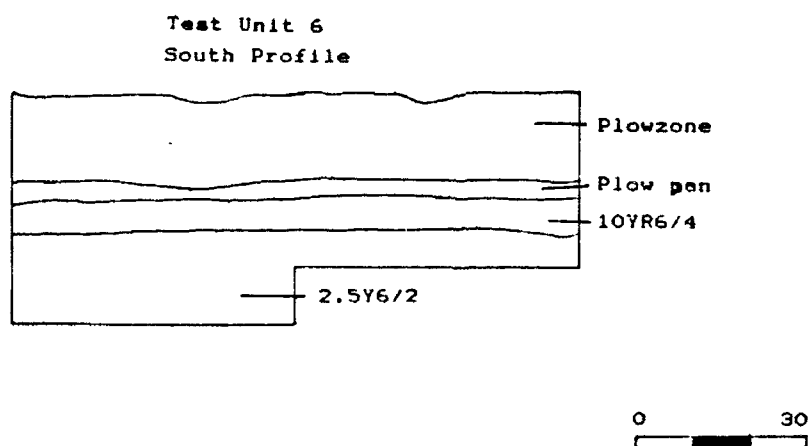 Test Unit 6
South Profile
Plowzone
Plow pan
10YR6/4
2.5Y6/2
0 30